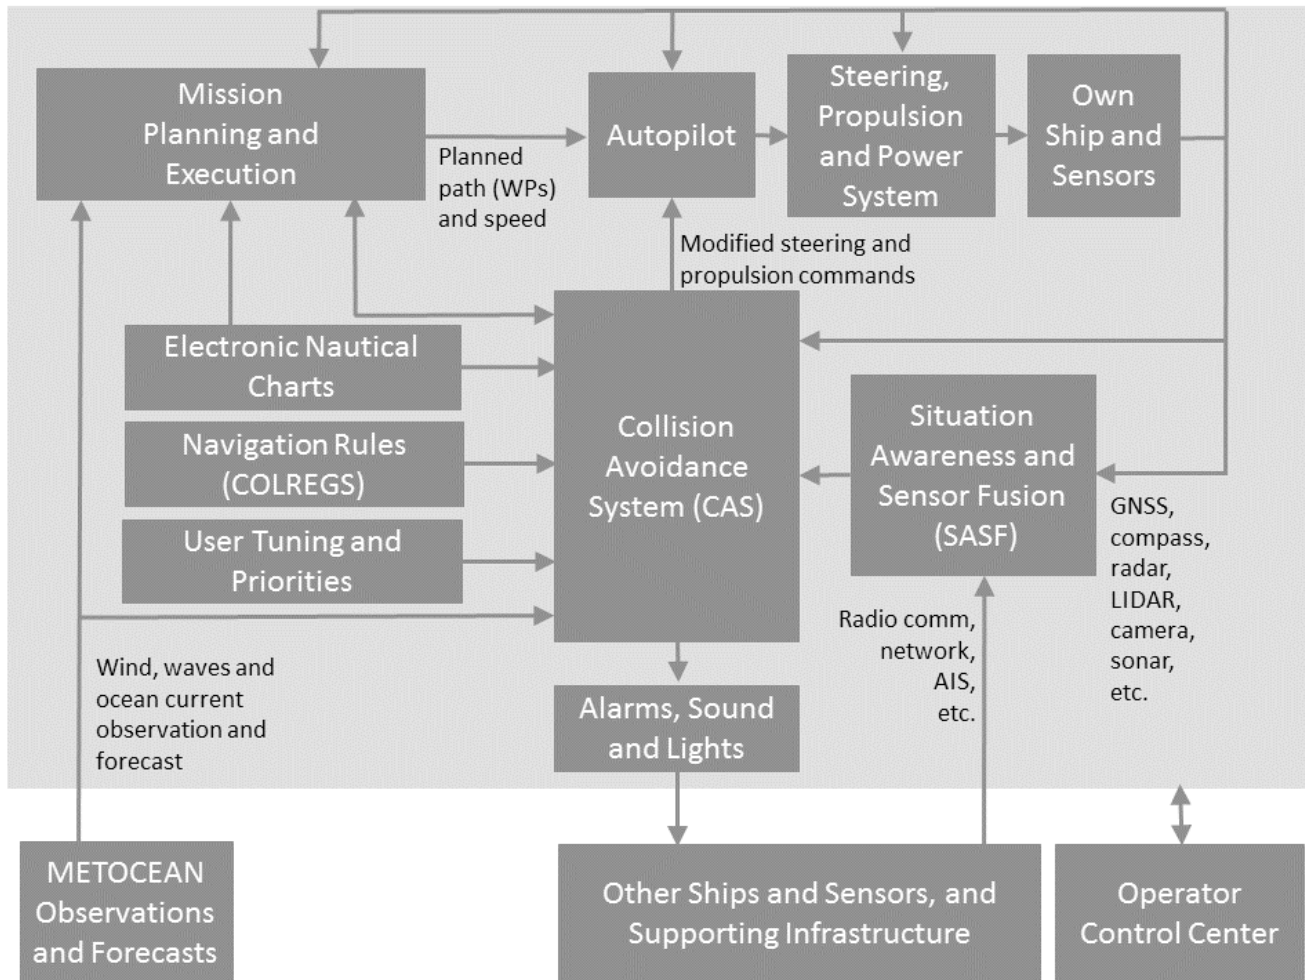 Mission
Planning and
Execution
Planned
path (WPs)
and speed
Autopilot
Steering,
Propulsion
and Power
System
Own
Ship and
Sensors
Modified steering and
propulsion commands
Electronic Nautical
Charts
Navigation Rules
(COLREGS)
User Tuning and
Priorities
Collision
Avoidance
System (CAS)
Situation
Awareness and
Sensor Fusion
(SASF)
GNSS,
compass,
radar,
LIDAR,
camera,
sonar,
etc.
Radio comm,
network,
AIS,
etc.
Wind, waves and
ocean current
observation and
forecast
Alarms, Sound
and Lights
METOCEAN
Observations
and Forecasts
Other Ships and Sensors, and
Supporting Infrastructure
Operator
Control Center